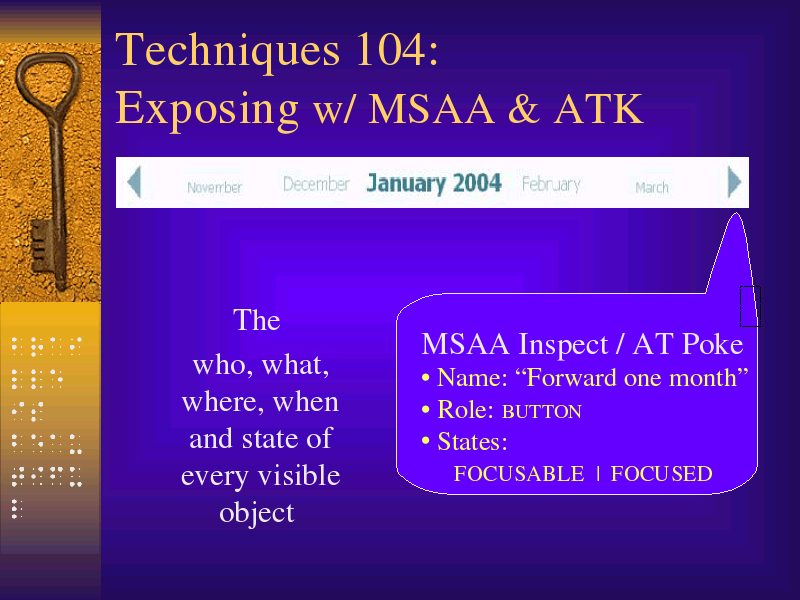 Techniques 104:
Exposing w/ MSAA & ATK
November December January 2004 February March
The
who, what,
where, when
and state of
every visible
object
MSAA Inspect / AT Poke
• Name: “Forward one month”
• Role: BUTTON
• States:
FOCUSABLE | FOCUSED